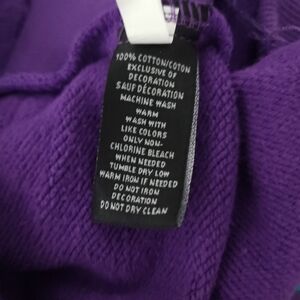 100% COTTON/COTON
EXCLUSIVE OF
DECORATION
SAUF DÉCORATION
MACHINE WASH
WARM
WASH WITH
LIKE COLORS
ONLY NON-
CHLORINE BLEACH
WHEN NEEDED
TUMBLE DRY LOW
WARM IRON IF NEEDED
DO NOT IRON
DECORATION
DO NOT DRY CLEAN